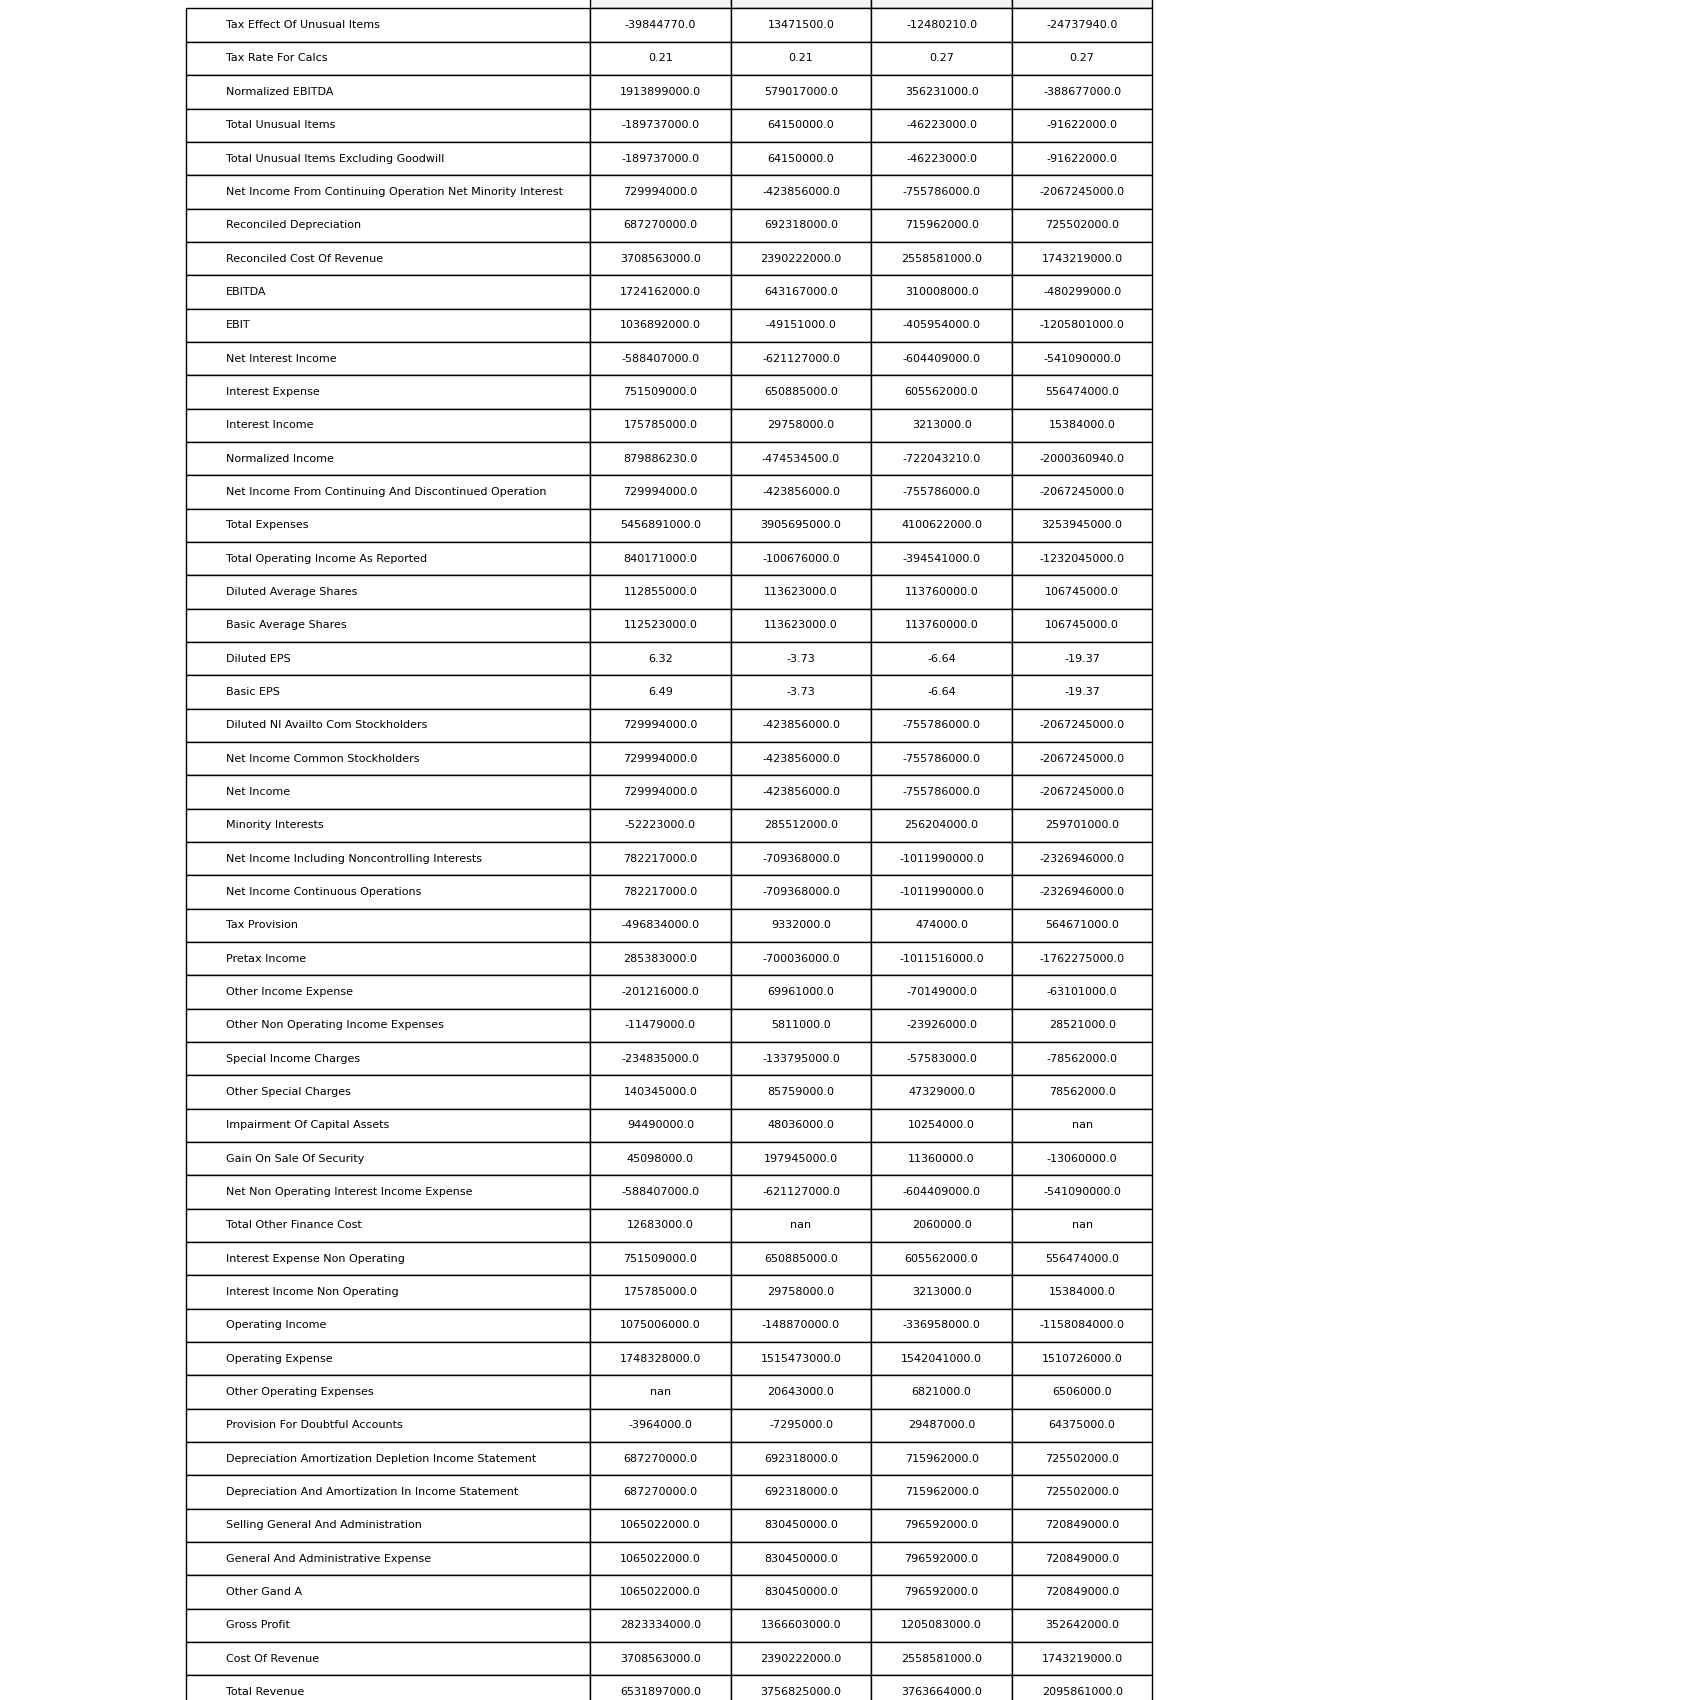 Tax Effect Of Unusual Items -39844770.0 13471500.0 -12480210.0 -24737940.0
Tax Rate For Calcs 0.21 0.21 0.27 0.27
Normalized EBITDA 1913899000.0 579017000.0 356231000.0 -388677000.0
Total Unusual Items -189737000.0 64150000.0 -46223000.0 -91622000.0
Total Unusual Items Excluding Goodwill -189737000.0 64150000.0 -46223000.0 -91622000.0
Net Income From Continuing Operation Net Minority Interest 729994000.0 -423856000.0 -755786000.0 -2067245000.0
Reconciled Depreciation 687270000.0 692318000.0 715962000.0 725502000.0
Reconciled Cost Of Revenue 3708563000.0 2390222000.0 2558581000.0 1743219000.0
EBITDA 1724162000.0 643167000.0 310008000.0 -480299000.0
EBIT 1036892000.0 -49151000.0 -405954000.0 -1205801000.0
Net Interest Income -588407000.0 -621127000.0 -604409000.0 -541090000.0
Interest Expense 751509000.0 650885000.0 605562000.0 556474000.0
Interest Income 175785000.0 29758000.0 3213000.0 15384000.0
Normalized Income 879886230.0 -474534500.0 -722043210.0 -2000360940.0
Net Income From Continuing And Discontinued Operation 729994000.0 -423856000.0 -755786000.0 -2067245000.0
Total Expenses 5456891000.0 3905695000.0 4100622000.0 3253945000.0
Total Operating Income As Reported 840171000.0 -100676000.0 -394541000.0 -1232045000.0
Diluted Average Shares 112855000.0 113623000.0 113760000.0 106745000.0
Basic Average Shares 112523000.0 113623000.0 113760000.0 106745000.0
Diluted EPS 6.32 -3.73 -6.64 -19.37
Basic EPS 6.49 -3.73 -6.64 -19.37
Diluted NI Availto Com Stockholders 729994000.0 -423856000.0 -755786000.0 -2067245000.0
Net Income Common Stockholders 729994000.0 -423856000.0 -755786000.0 -2067245000.0
Net Income 729994000.0 -423856000.0 -755786000.0 -2067245000.0
Minority Interests -52223000.0 285512000.0 256204000.0 259701000.0
Net Income Including Noncontrolling Interests 782217000.0 -709368000.0 -1011990000.0 -2326946000.0
Net Income Continuous Operations 782217000.0 -709368000.0 -1011990000.0 -2326946000.0
Tax Provision -496834000.0 9332000.0 474000.0 564671000.0
Pretax Income 285383000.0 -700036000.0 -1011516000.0 -1762275000.0
Other Income Expense -201216000.0 69961000.0 -70149000.0 -63101000.0
Other Non Operating Income Expenses -11479000.0 5811000.0 -23926000.0 28521000.0
Special Income Charges -234835000.0 -133795000.0 -57583000.0 -78562000.0
Other Special Charges 140345000.0 85759000.0 47329000.0 78562000.0
Impairment Of Capital Assets 94490000.0 48036000.0 10254000.0 nan
Gain On Sale Of Security 45098000.0 197945000.0 11360000.0 -13060000.0
Net Non Operating Interest Income Expense -588407000.0 -621127000.0 -604409000.0 -541090000.0
Total Other Finance Cost 12683000.0 nan 2060000.0 nan
Interest Expense Non Operating 751509000.0 650885000.0 605562000.0 556474000.0
Interest Income Non Operating 175785000.0 29758000.0 3213000.0 15384000.0
Operating Income 1075006000.0 -148870000.0 -336958000.0 -1158084000.0
Operating Expense 1748328000.0 1515473000.0 1542041000.0 1510726000.0
Other Operating Expenses nan 20643000.0 6821000.0 6506000.0
Provision For Doubtful Accounts -3964000.0 -7295000.0 29487000.0 64375000.0
Depreciation Amortization Depletion Income Statement 687270000.0 692318000.0 715962000.0 725502000.0
Depreciation And Amortization In Income Statement 687270000.0 692318000.0 715962000.0 725502000.0
Selling General And Administration 1065022000.0 830450000.0 796592000.0 720849000.0
General And Administrative Expense 1065022000.0 830450000.0 796592000.0 720849000.0
Other Gand A 1065022000.0 830450000.0 796592000.0 720849000.0
Gross Profit 2823334000.0 1366603000.0 1205083000.0 352642000.0
Cost Of Revenue 3708563000.0 2390222000.0 2558581000.0 1743219000.0
Total Revenue 6531897000.0 3756825000.0 3763664000.0 2095861000.0